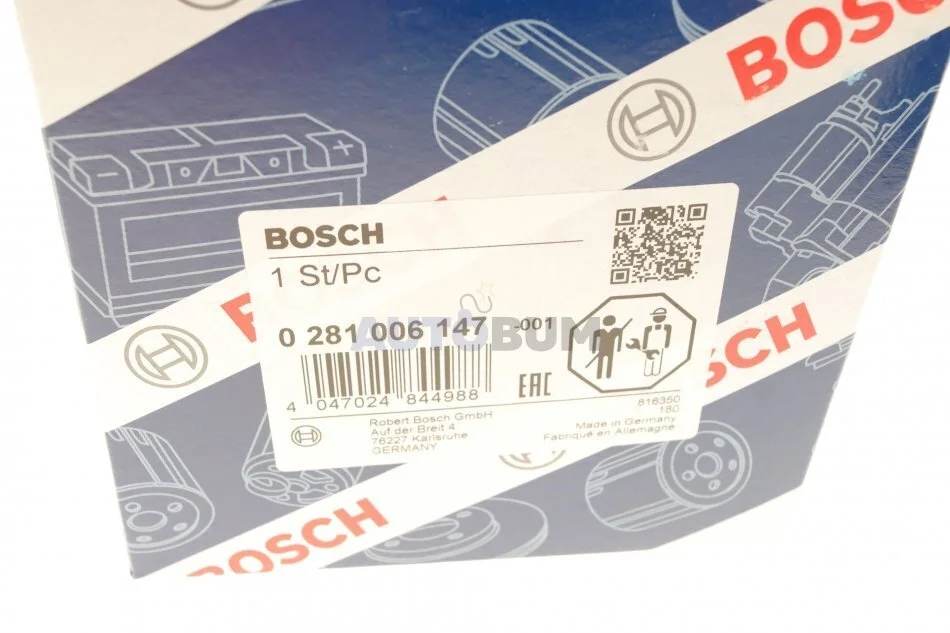 BOSCH
BOSCH
1 St/Pc
0 281 006 147 -001
AUTOBUM
4 047024 844988
EAC
Robert Bosch GmbH
Auf der Breit 4
76227 Karlsruhe
GERMANY
816350
180
Made in Germany
Fabriqué en Allemagne
SCH
BOSCH